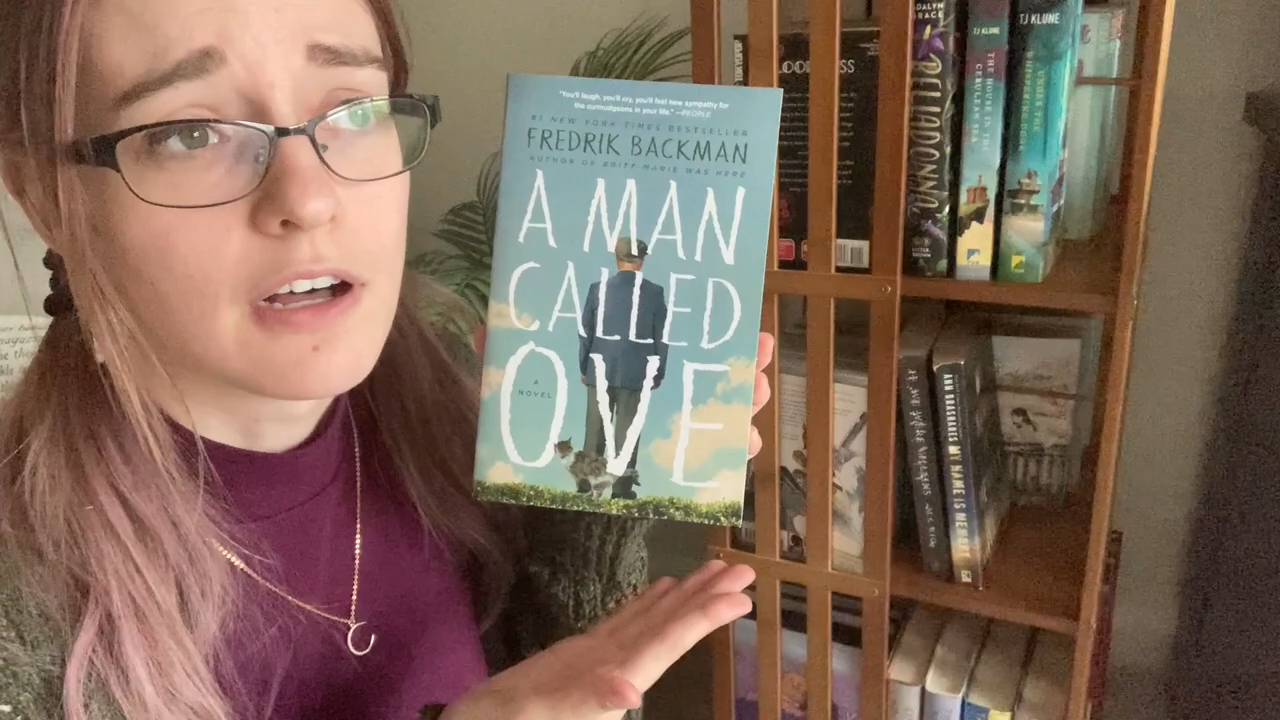 "You'll laugh, you'll cry, you'll feel new sympathy for
the curmudgeons in your life." —PEOPLE
#1 NEW YORK TIMES BESTSELLER
FREDRIK BACKMAN
AUTHOR OF BRITT-MARIE WAS HERE
A MAN
CALLED
OVE
A
NOVEL
BELLADONNA
TJ KLUNE
THE HOUSE IN THE
CERULEAN SEA
TJ KLUNE
UNDER THE
WHISPERING DOOR
ANN BRASHARES MY NAME IS